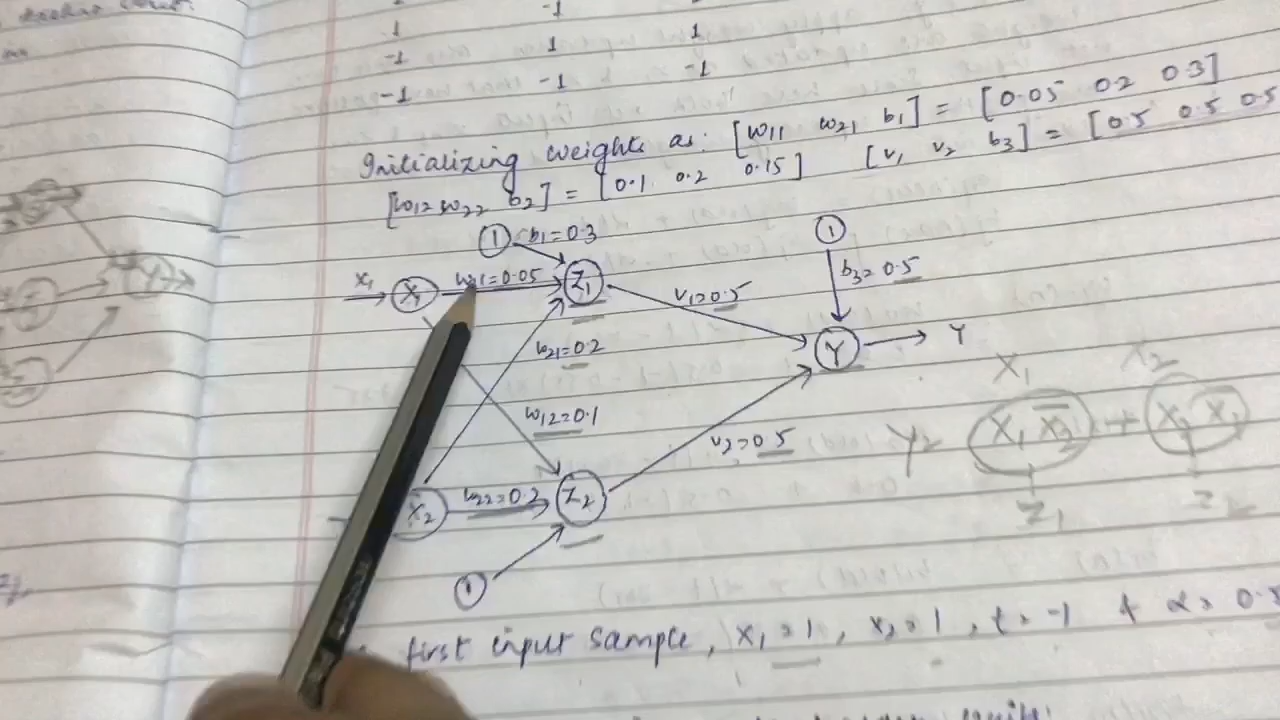 -1
1
-1
1
1
-1
-1
-1
Initializing weights as: [w11 w21 b1] = [0.05 0.2 0.3]
[w12 w22 b2] = [0.1 0.2 0.15] [v1 v2 b3] = [0.5 0.5 0.5
1 b1=0.3
1
x1 X1 w11=0.05 Z1
b3=0.5
v1=0.5
w21=0.2
Y Y
X1 X2
w12=0.1
Y= X1 X̅2 + X2 X̅1
v2=0.5
X2 w22=0.2 Z2
Z1 Z2
1
first input sample, x1=1, x2=1, t=-1 & α=0.5